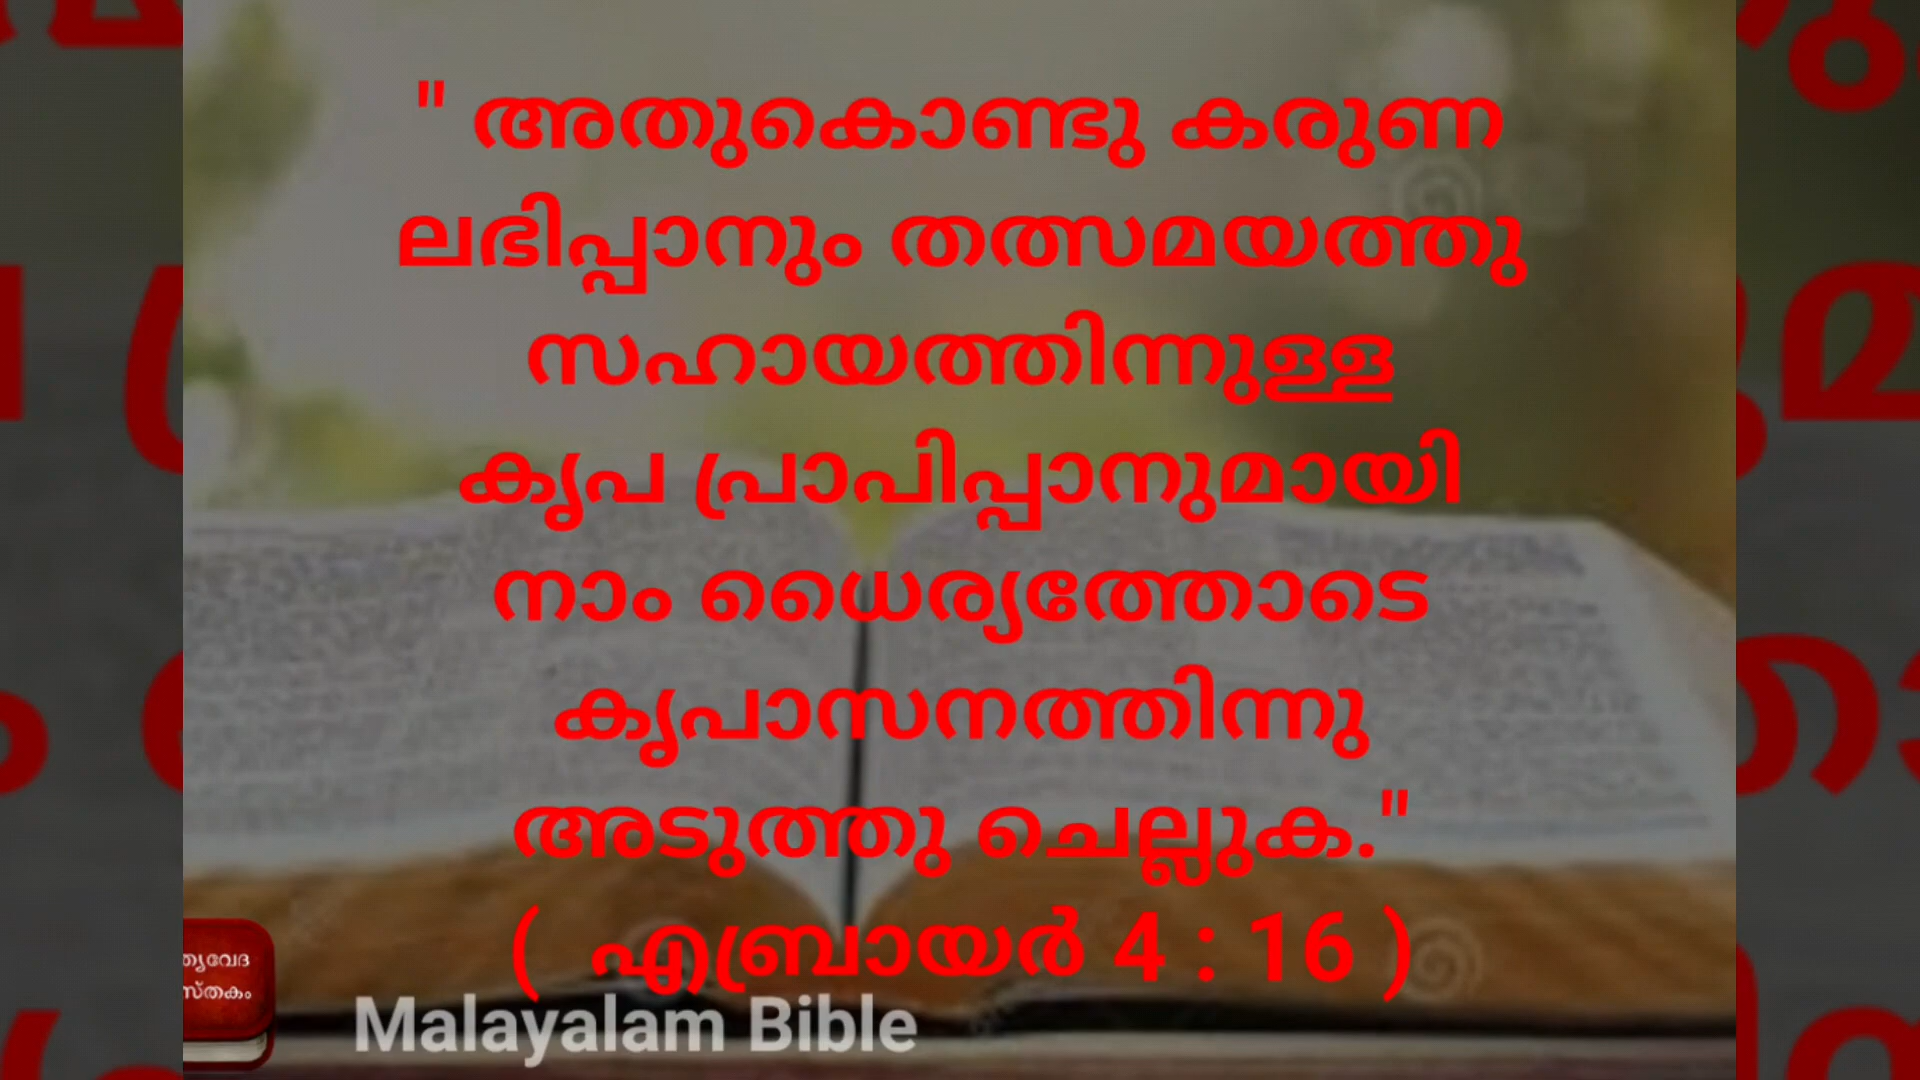 " അതുകൊണ്ടു കരുണ
ലഭിപ്പാനും തത്സമയത്തു
സഹായത്തിന്നുള്ള
കൃപ പ്രാപിപ്പാനുമായി
നാം ധൈര്യത്തോടെ
കൃപാസനത്തിന്നു
അടുത്തു ചെല്ലുക."
( എബ്രായർ 4 : 16 )
Malayalam Bible